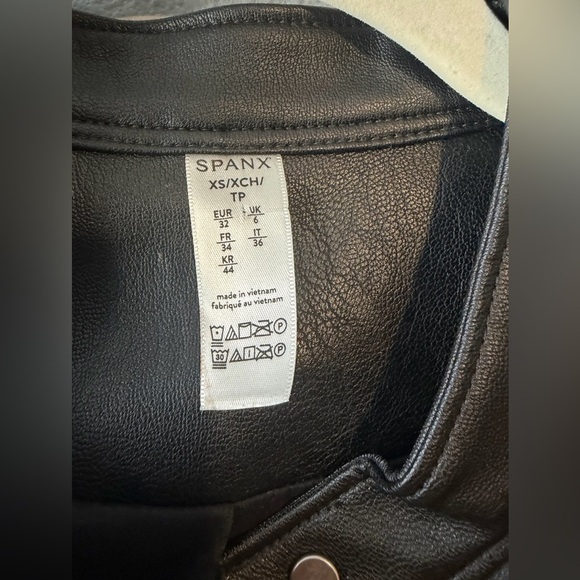 SPANX
XS/XCH/
TP
EUR UK
32 6
FR IT
34 36
KR
44
made in vietnam
fabriqué au vietnam
P
30 P